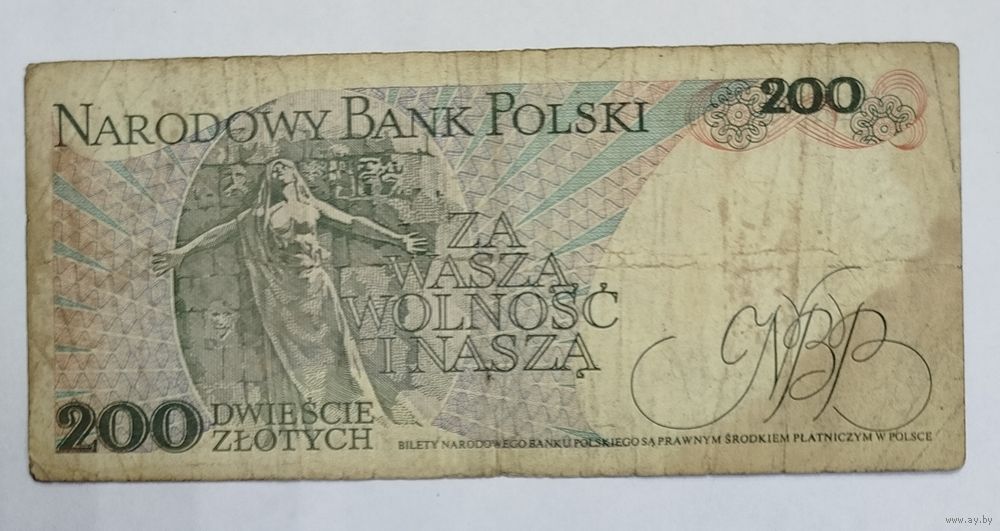 NARODOWY BANK POLSKI
200
ZA
WASZĄ
WOLNOŚĆ
I NASZĄ
NBP
200
DWIEŚCIE
ZŁOTYCH
BILETY NARODOWEGO BANKU POLSKIEGO SĄ PRAWNYM ŚRODKIEM PŁATNICZYM W POLSCE
www.ay.by